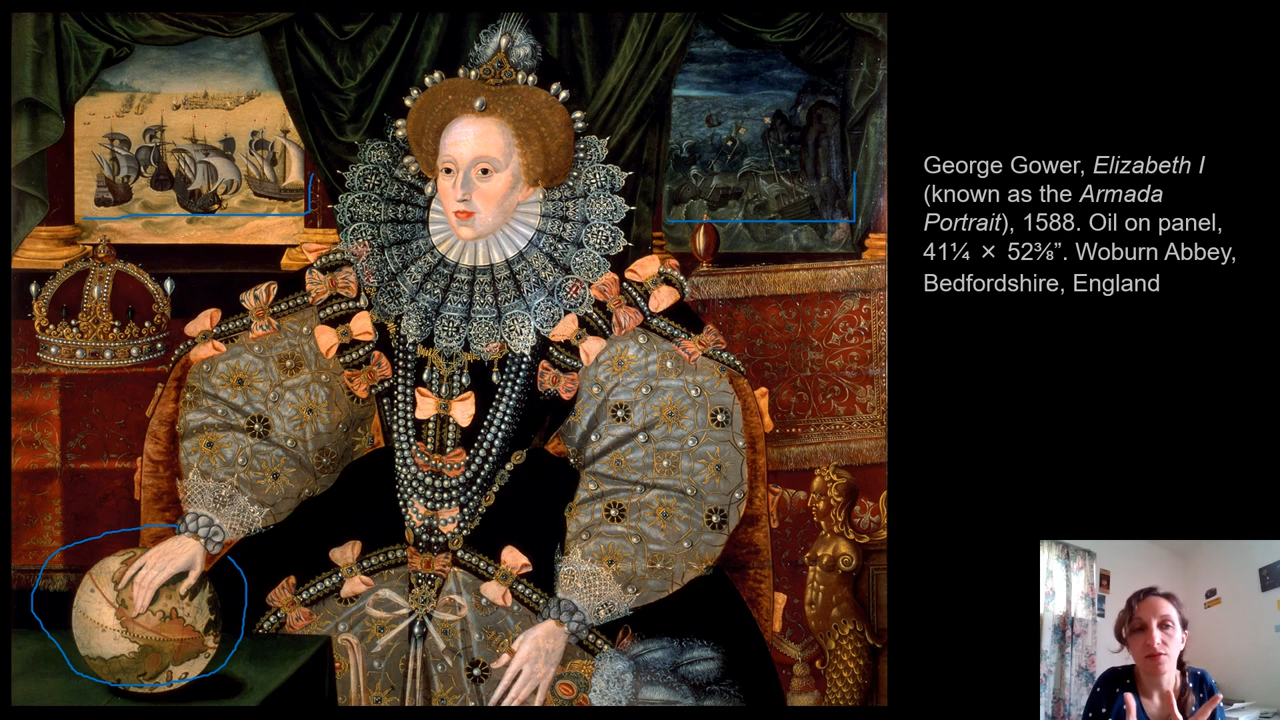 George Gower, Elizabeth I
(known as the Armada
Portrait), 1588. Oil on panel,
41¼ × 52⅜”. Woburn Abbey,
Bedfordshire, England